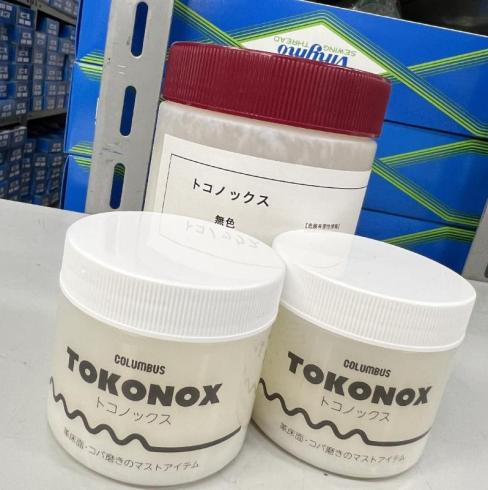 Vinymo
SEWING THREAD
トコノックス
無色
COLUMBUS
TOKONOX
トコノックス
革床面・コバ磨きのマストアイテム
COLUMBUS
TOKONOX
トコノックス
革床面・コバ磨きのマストアイテム